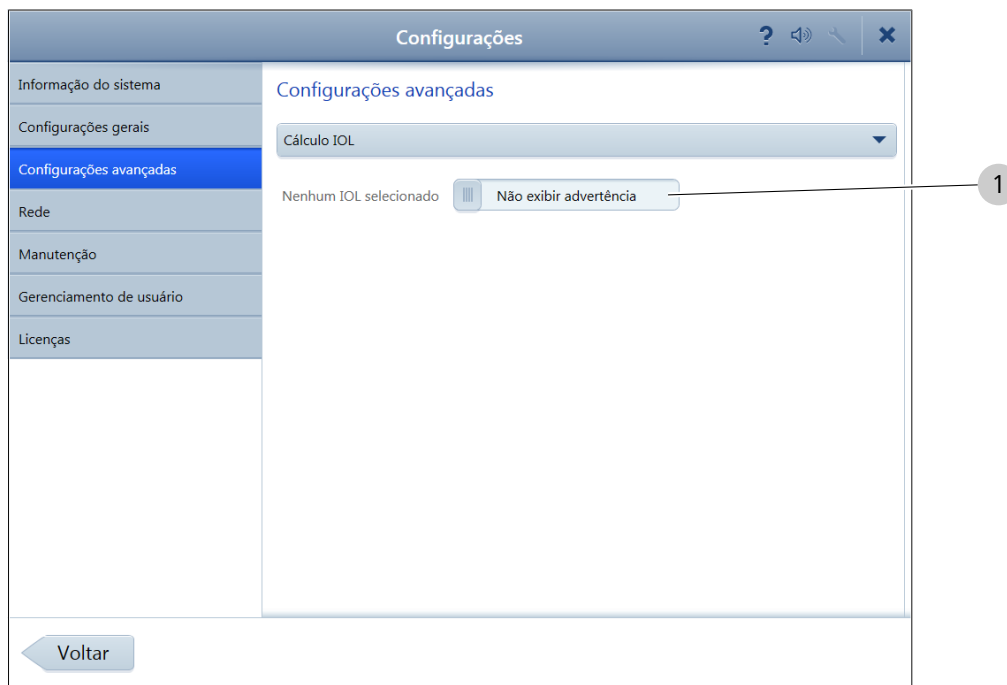 Configurações
?
Informação do sistema
Configurações gerais
Configurações avançadas
Rede
Manutenção
Gerenciamento de usuário
Licenças
Configurações avançadas
Cálculo IOL
Nenhum IOL selecionado Não exibir advertência
1
Voltar